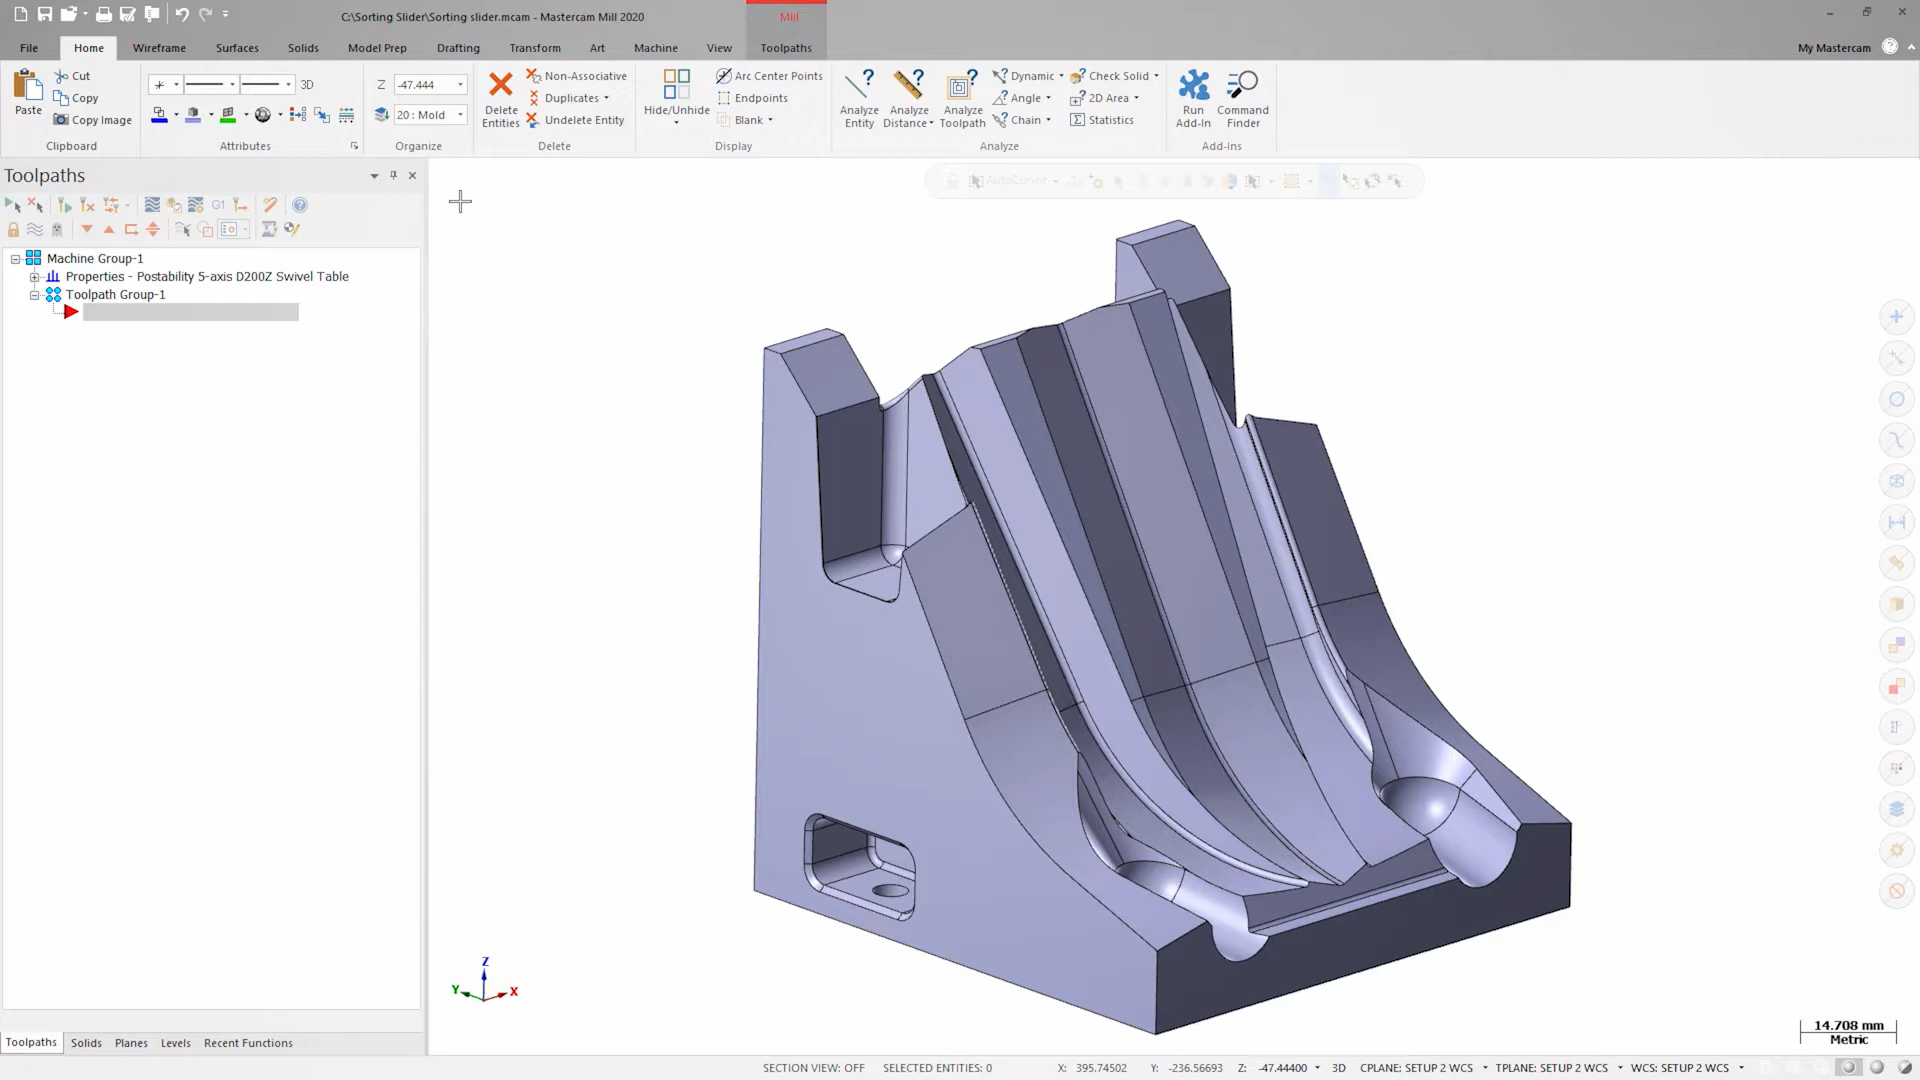 C:\Sorting Slider\Sorting slider.mcam - Mastercam Mill 2020
Mill
File
Home
Wireframe
Surfaces
Solids
Model Prep
Drafting
Transform
Art
Machine
View
Toolpaths
My Mastercam
Paste
Cut
Copy
Copy Image
Clipboard
3D
Attributes
Z
-47.444
20 : Mold
Organize
Delete Entities
Non-Associative
Duplicates
Undelete Entity
Delete
Hide/Unhide
Arc Center Points
Endpoints
Blank
Display
Analyze Entity
Analyze Distance
Analyze Toolpath
Dynamic
Angle
Chain
Check Solid
2D Area
Statistics
Analyze
Run Add-In
Command Finder
Add-Ins
Toolpaths
G1
AutoCursor
Machine Group-1
Properties - Postability 5-axis D200Z Swivel Table
Toolpath Group-1
Z
Y
X
14.708 mm
Metric
Toolpaths
Solids
Planes
Levels
Recent Functions
SECTION VIEW: OFF
SELECTED ENTITIES: 0
X: 395.74502
Y: -236.56693
Z: -47.44400
3D
CPLANE: SETUP 2 WCS
TPLANE: SETUP 2 WCS
WCS: SETUP 2 WCS